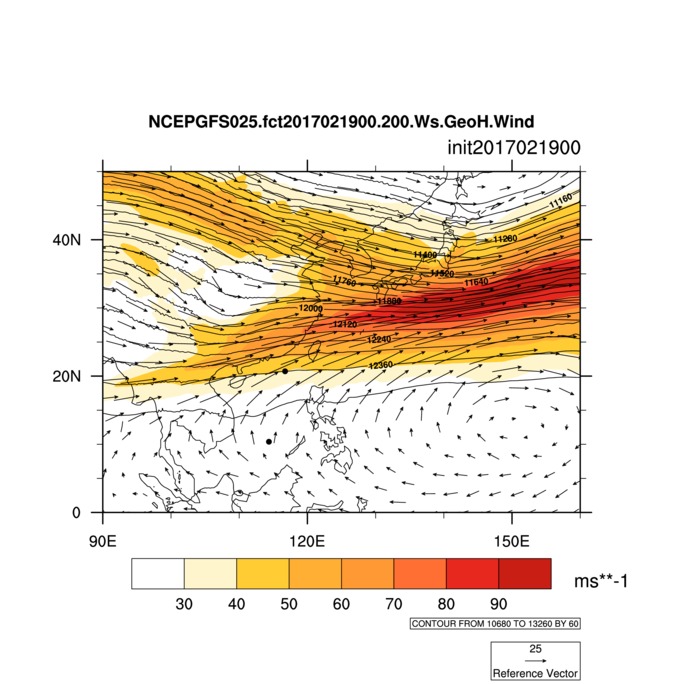 NCEPGFS025.fct2017021900.200.Ws.GeoH.Wind
init2017021900
11160
40N
11280
11400
11520
11640
11760
11800
12000
12120
12240
12360
20N
0
90E 120E 150E
30 40 50 60 70 80 90
ms**-1
CONTOUR FROM 10680 TO 13260 BY 60
25
Reference Vector